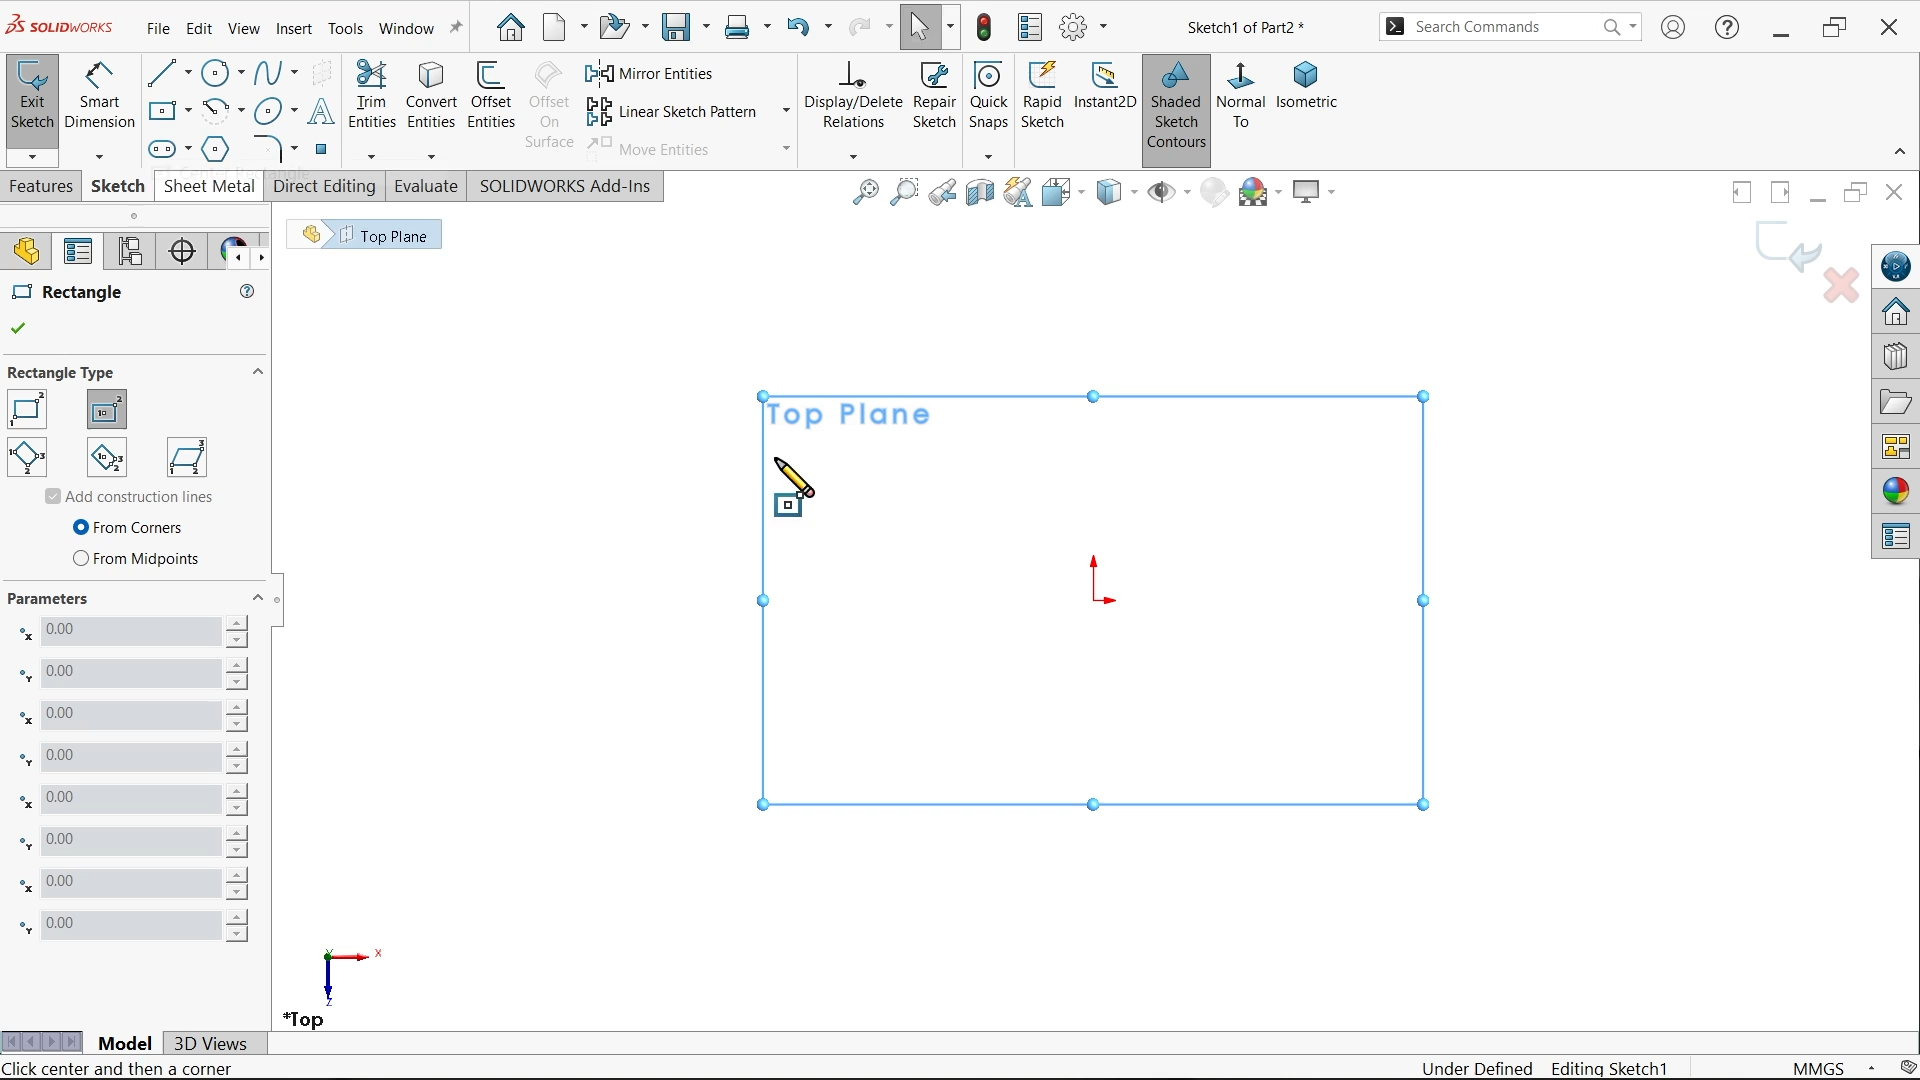 SOLIDWORKS File Edit View Insert Tools Window Sketch1 of Part2 * Search Commands
Exit Sketch
Smart Dimension
Trim Entities
Convert Entities
Offset Entities
Offset On Surface
Mirror Entities
Linear Sketch Pattern
Move Entities
Display/Delete Relations
Repair Sketch
Quick Snaps
Rapid Sketch
Instant2D
Shaded Sketch Contours
Normal To
Isometric
Center Rectangle
Features Sketch Sheet Metal Direct Editing Evaluate SOLIDWORKS Add-Ins
Top Plane
Rectangle
Rectangle Type
Add construction lines
From Corners
From Midpoints
Parameters
0.00
0.00
0.00
0.00
0.00
0.00
0.00
0.00
Top Plane
Y X
Z
*Top
Model 3D Views
Click center and then a corner Under Defined Editing Sketch1 MMGS